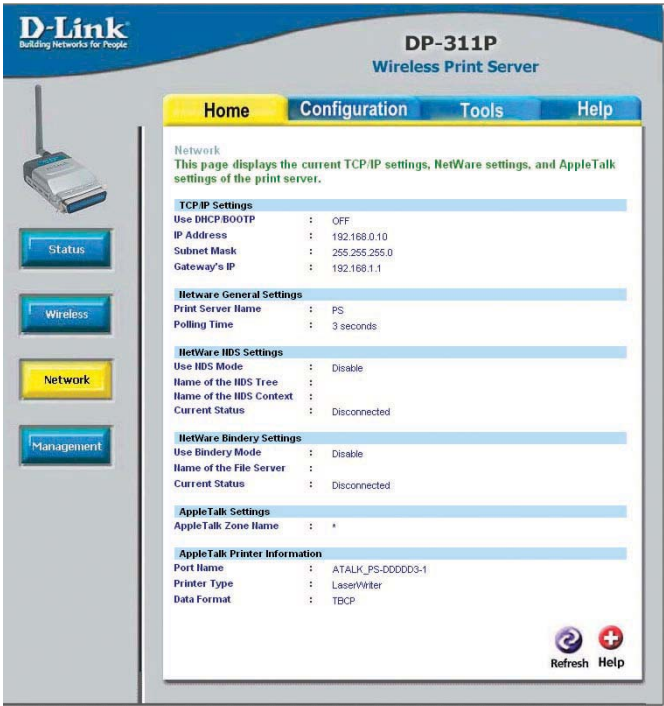 D-Link
Building Networks for People
DP-311P
Wireless Print Server
Home Configuration Tools Help
Status
Wireless
Network
Management
Network
This page displays the current TCP/IP settings, NetWare settings, and AppleTalk
settings of the print server.
TCP/IP Settings
Use DHCP/BOOTP : OFF
IP Address : 192.168.0.10
Subnet Mask : 255.255.255.0
Gateway's IP : 192.168.1.1
Netware General Settings
Print Server Name : PS
Polling Time : 3 seconds
NetWare NDS Settings
Use NDS Mode : Disable
Name of the NDS Tree :
Name of the NDS Context :
Current Status : Disconnected
NetWare Bindery Settings
Use Bindery Mode : Disable
Name of the File Server :
Current Status : Disconnected
AppleTalk Settings
AppleTalk Zone Name : *
AppleTalk Printer Information
Port Name : ATALK_PS-DDDDD3-1
Printer Type : LaserWriter
Data Format : TBCP
Refresh Help